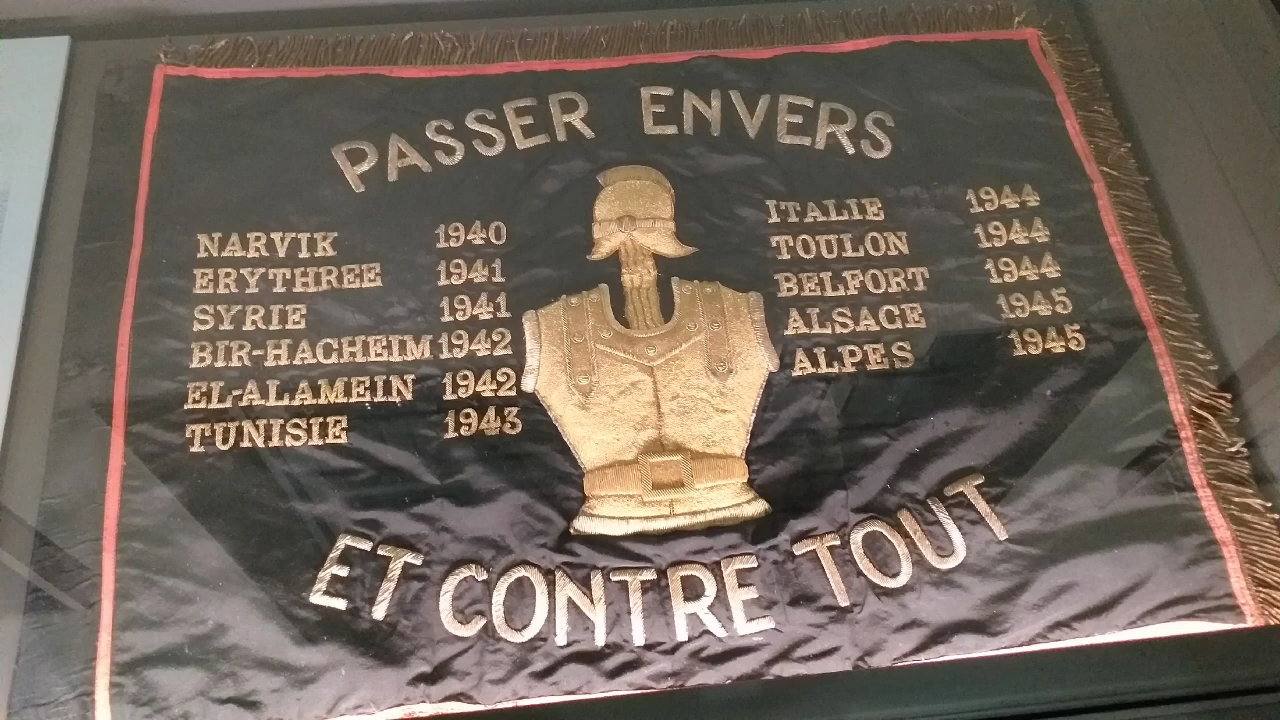 PASSER ENVERS
NARVIK 1940
ERYTHREE 1941
SYRIE 1941
BIR-HACHEIM 1942
EL-ALAMEIN 1942
TUNISIE 1943
ITALIE 1944
TOULON 1944
BELFORT 1944
ALSACE 1945
ALPES 1945
ET CONTRE TOUT